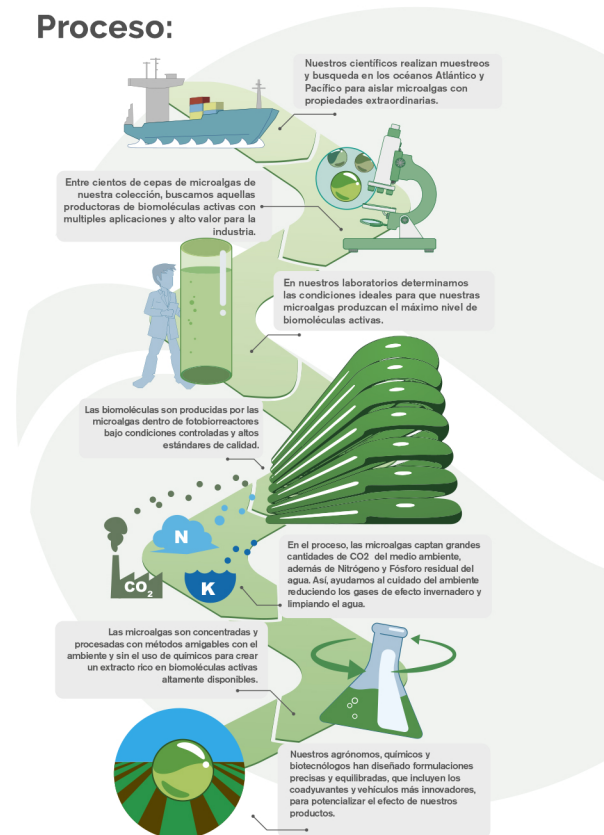 Proceso:
Nuestros científicos realizan muestreos
y busqueda en los océanos Atlántico y
Pacífico para aislar microalgas con
propiedades extraordinarias.
Entre cientos de cepas de microalgas de
nuestra colección, buscamos aquellas
productoras de biomoléculas activas con
multiples aplicaciones y alto valor para la
industria.
En nuestros laboratorios determinamos
las condiciones ideales para que nuestras
microalgas produzcan el máximo nivel de
biomoléculas activas.
Las biomoléculas son producidas por las
microalgas dentro de fotobiorreactores
bajo condiciones controladas y altos
estándares de calidad.
N
CO2
K
En el proceso, las microalgas captan grandes
cantidades de CO2 del medio ambiente,
además de Nitrógeno y Fósforo residual del
agua. Así, ayudamos al cuidado del ambiente
reduciendo los gases de efecto invernadero y
limpiando el agua.
Las microalgas son concentradas y
procesadas con métodos amigables con el
ambiente y sin el uso de químicos para crear
un extracto rico en biomoléculas activas
altamente disponibles.
Nuestros agrónomos, químicos y
biotecnólogos han diseñado formulaciones
precisas y equilibradas, que incluyen los
coadyuvantes y vehículos más innovadores,
para potencializar el efecto de nuestros
productos.